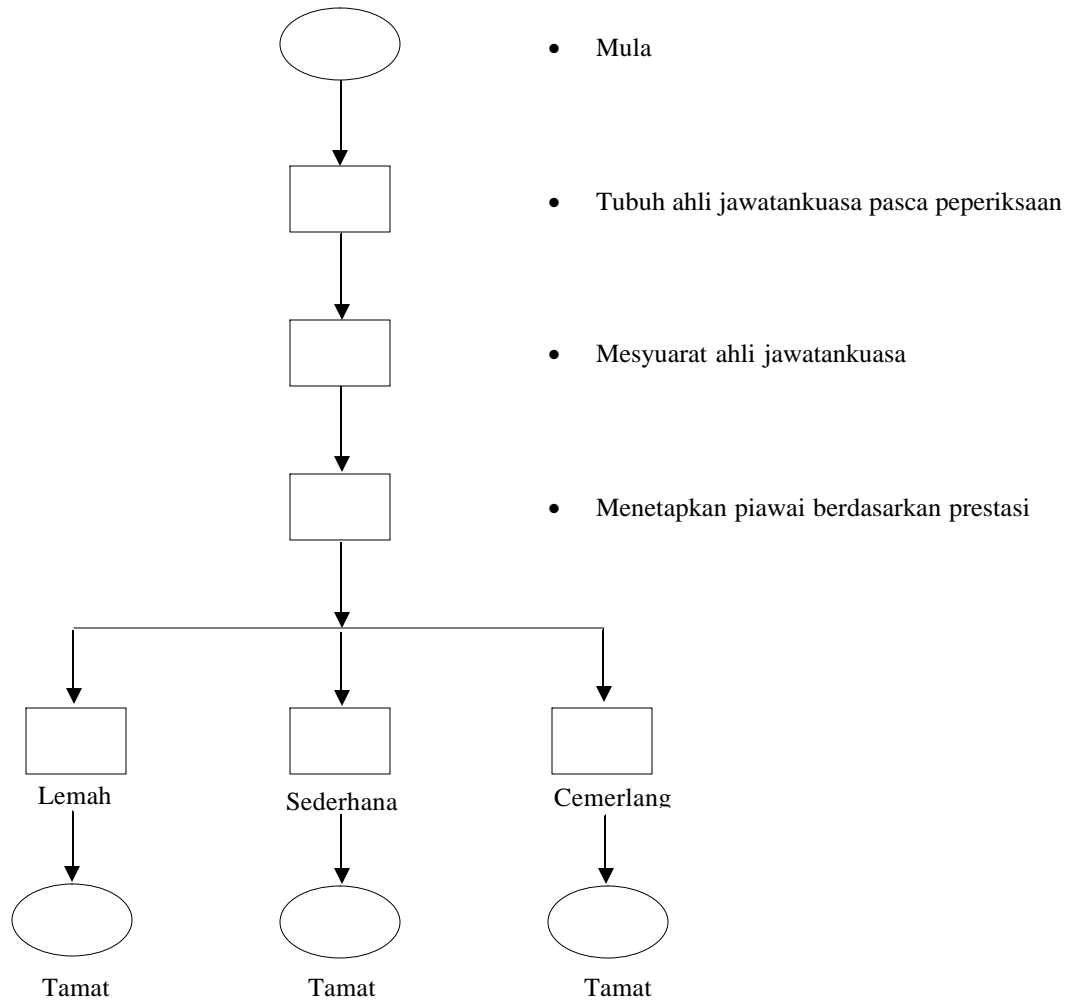 Mula
Tubuh ahli jawatankuasa pasca peperiksaan
Mesyuarat ahli jawatankuasa
Menetapkan piawai berdasarkan prestasi
Lemah
Sederhana
Cemerlang
Tamat
Tamat
Tamat